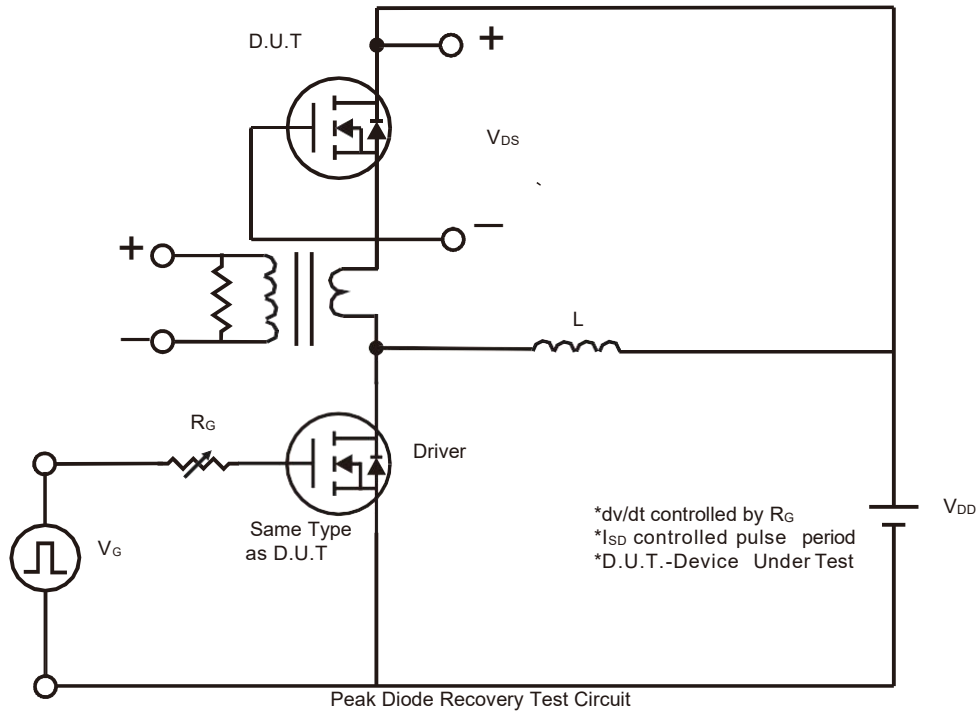 D.U.T
+
VDS
—
+
—
L
RG
Driver
Same Type
as D.U.T
VG
VDD
*dv/dt controlled by RG
*ISD controlled pulse period
*D.U.T.-Device Under Test
Peak Diode Recovery Test Circuit